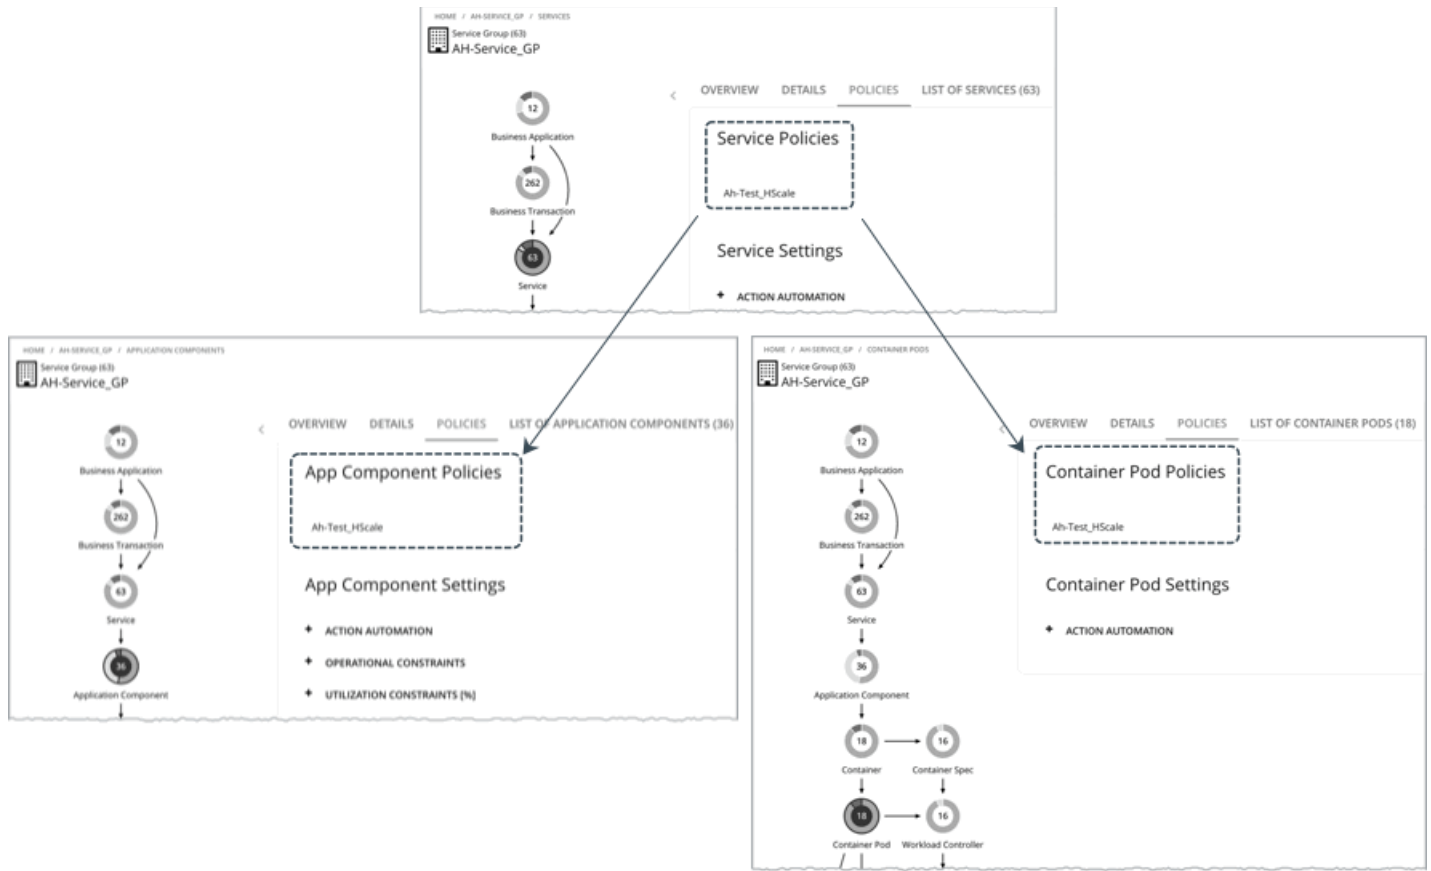 HOME / AH-SERVICE_GP / SERVICES
Service Group (63)
AH-Service_GP
OVERVIEW DETAILS POLICIES LIST OF SERVICES (63)
12
Business Application
262
Business Transaction
63
Service
Service Policies
Ah-Test_HScale
Service Settings
+ ACTION AUTOMATION
HOME / AH-SERVICE_GP / APPLICATION COMPONENTS
Service Group (63)
AH-Service_GP
OVERVIEW DETAILS POLICIES LIST OF APPLICATION COMPONENTS (36)
12
Business Application
262
Business Transaction
63
Service
36
Application Component
App Component Policies
Ah-Test_HScale
App Component Settings
+ ACTION AUTOMATION
+ OPERATIONAL CONSTRAINTS
+ UTILIZATION CONSTRAINTS [%]
HOME / AH-SERVICE_GP / CONTAINER PODS
Service Group (63)
AH-Service_GP
OVERVIEW DETAILS POLICIES LIST OF CONTAINER PODS (18)
12
Business Application
262
Business Transaction
63
Service
36
Application Component
18 16
Container Container Spec
18 16
Container Pod Workload Controller
Container Pod Policies
Ah-Test_HScale
Container Pod Settings
+ ACTION AUTOMATION